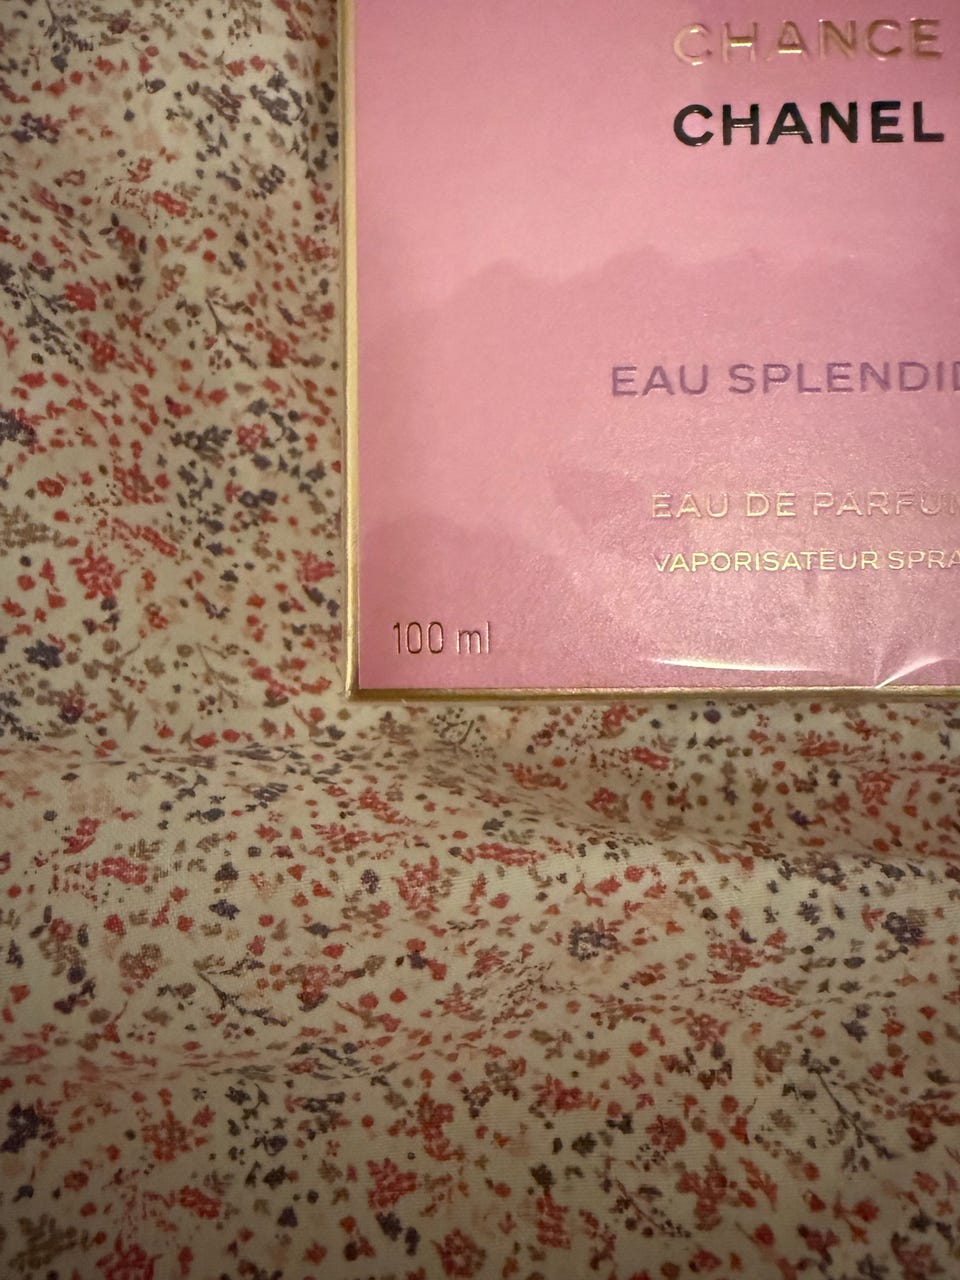 CHANCE
CHANEL
EAU SPLENDID
EAU DE PARFUM
VAPORISATEUR SPRA
100 ml